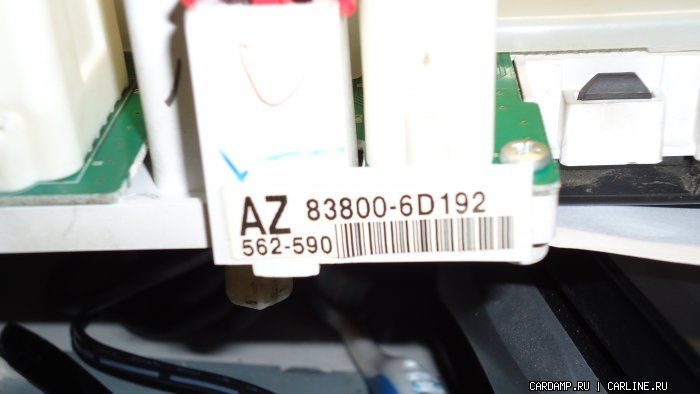 AZ 83800-6D192
562-590
CARDAMP.RU | CARLINE.RU